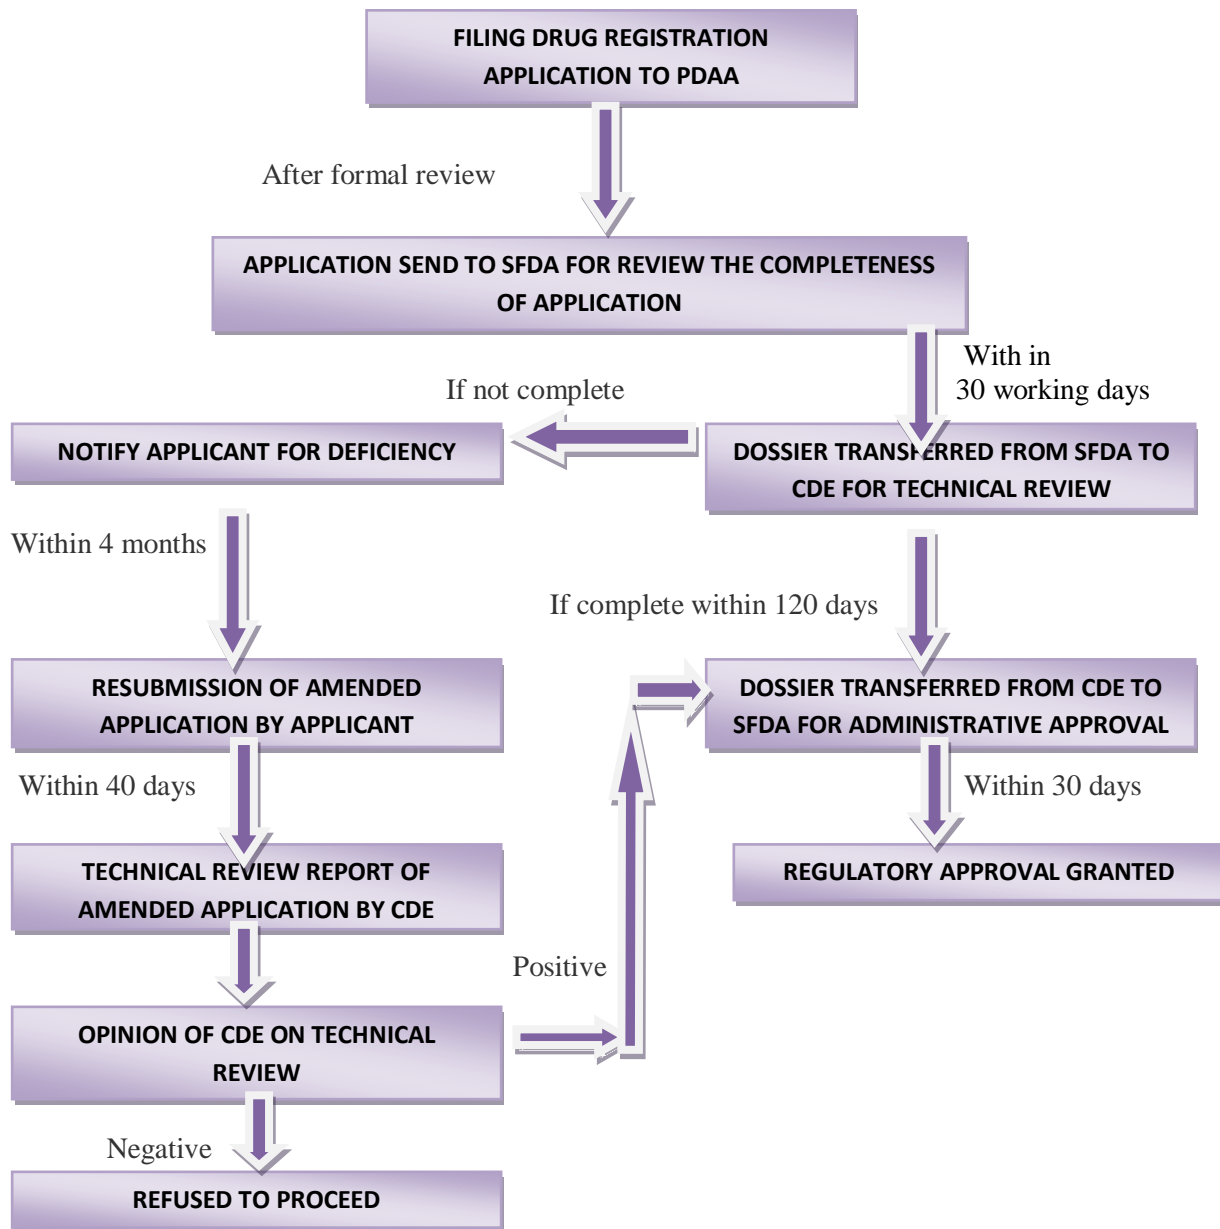 FILING DRUG REGISTRATION
APPLICATION TO PDAA
After formal review
APPLICATION SEND TO SFDA FOR REVIEW THE COMPLETENESS
OF APPLICATION
With in
30 working days
If not complete
NOTIFY APPLICANT FOR DEFICIENCY
DOSSIER TRANSFERRED FROM SFDA TO
CDE FOR TECHNICAL REVIEW
Within 4 months
If complete within 120 days
RESUBMISSION OF AMENDED
APPLICATION BY APPLICANT
DOSSIER TRANSFERRED FROM CDE TO
SFDA FOR ADMINISTRATIVE APPROVAL
Within 40 days
Within 30 days
TECHNICAL REVIEW REPORT OF
AMENDED APPLICATION BY CDE
REGULATORY APPROVAL GRANTED
Positive
OPINION OF CDE ON TECHNICAL
REVIEW
Negative
REFUSED TO PROCEED